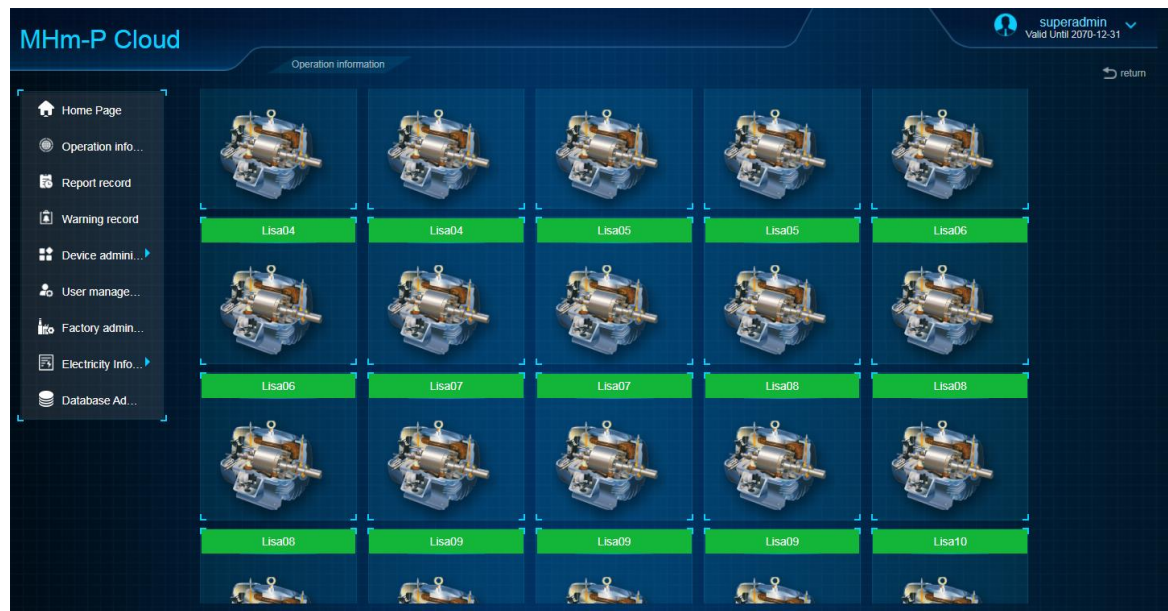 MHm-P Cloud
superadmin
Valid Until 2070-12-31
Operation information
return
Home Page
Operation info...
Report record
Warning record
Device admini...
User manage...
Factory admin...
Electricity Info...
Database Ad...
Lisa04 Lisa04 Lisa05 Lisa05 Lisa06
Lisa06 Lisa07 Lisa07 Lisa08 Lisa08
Lisa08 Lisa09 Lisa09 Lisa09 Lisa10